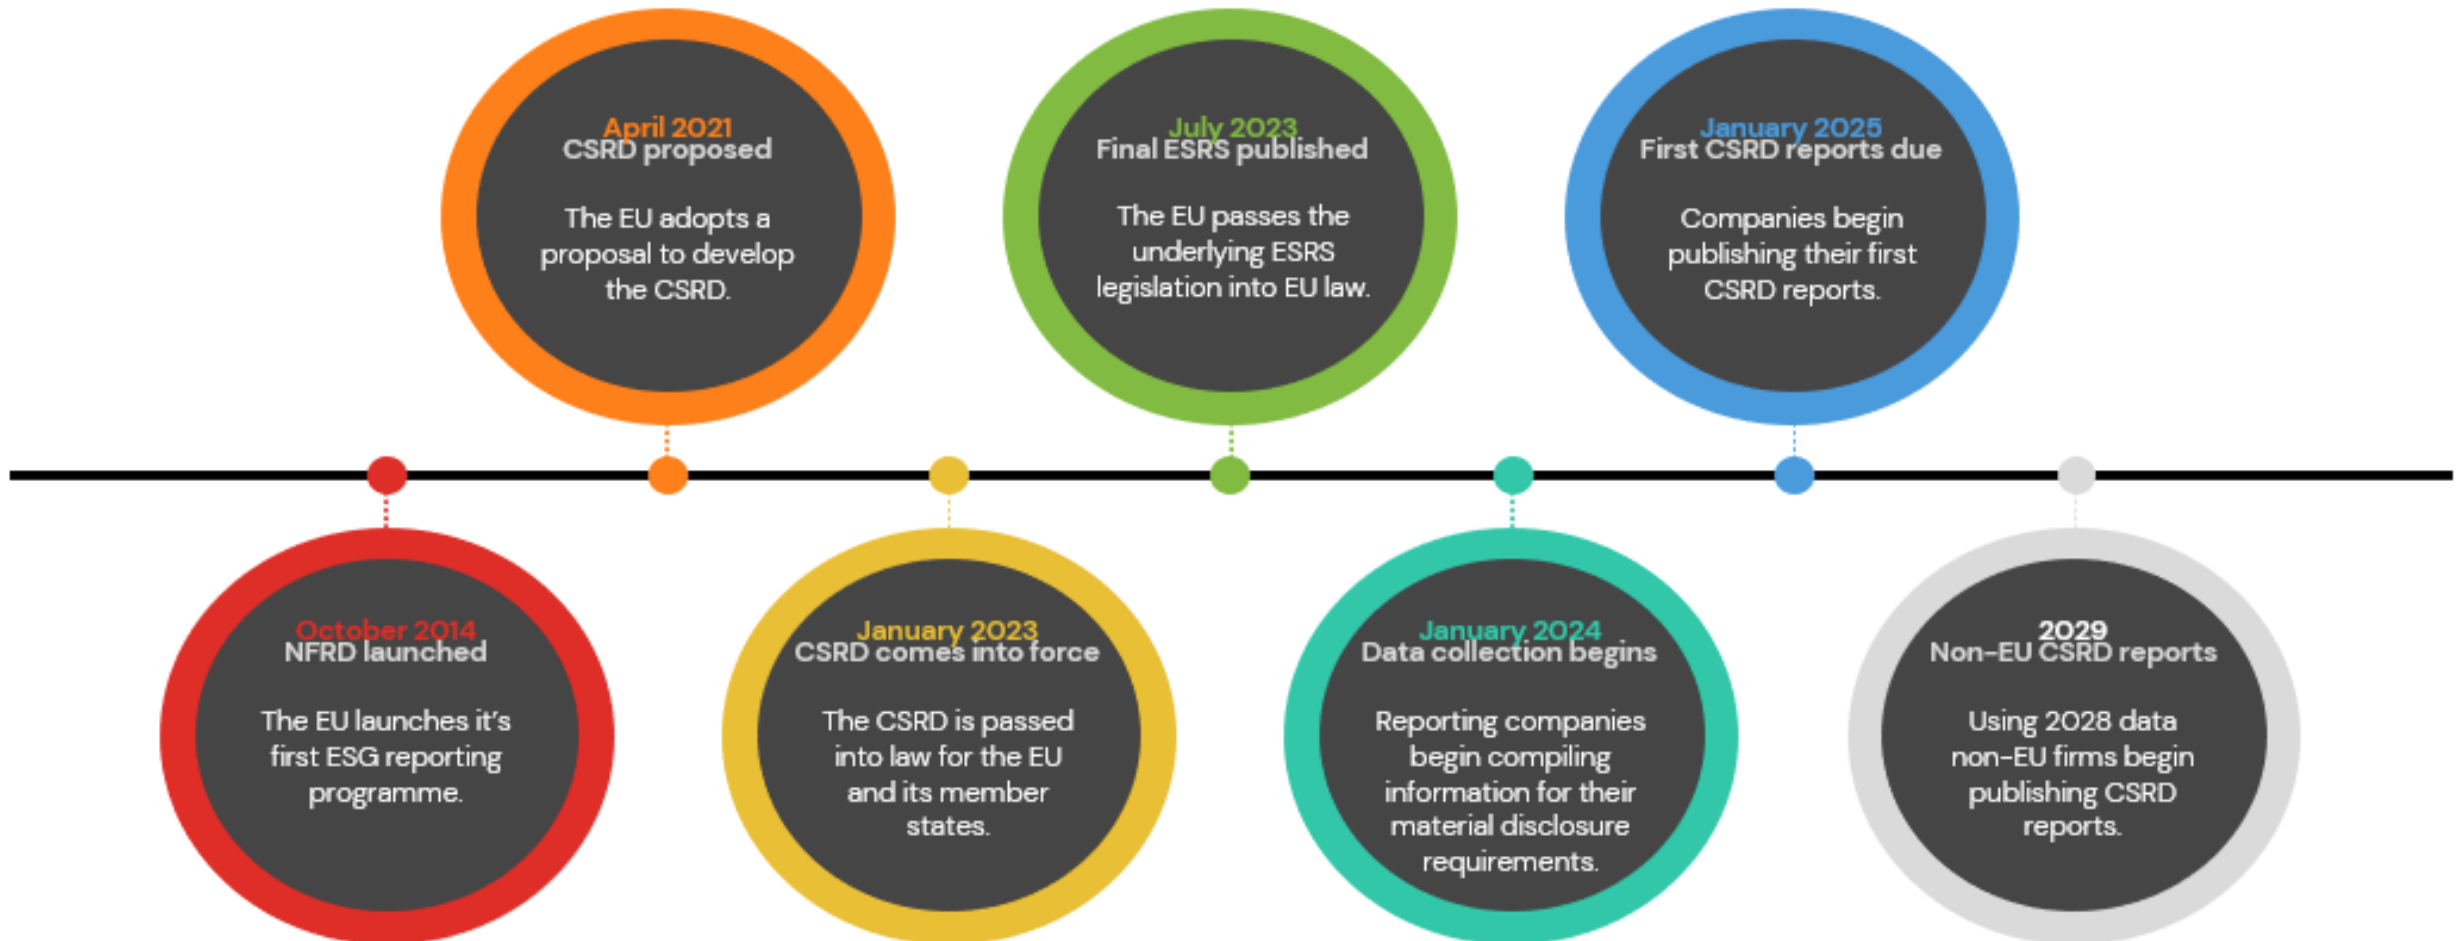 April 2021
CSRD proposed
The EU adopts a
proposal to develop
the CSRD.
July 2023
Final ESRS published
The EU passes the
underlying ESRS
legislation into EU law.
January 2025
First CSRD reports due
Companies begin
publishing their first
CSRD reports.
October 2014
NFRD launched
The EU launches it's
first ESG reporting
programme.
January 2023
CSRD comes into force
The CSRD is passed
into law for the EU
and its member
states.
January 2024
Data collection begins
Reporting companies
begin compiling
information for their
material disclosure
requirements.
2029
Non-EU CSRD reports
Using 2028 data
non-EU firms begin
publishing CSRD
reports.